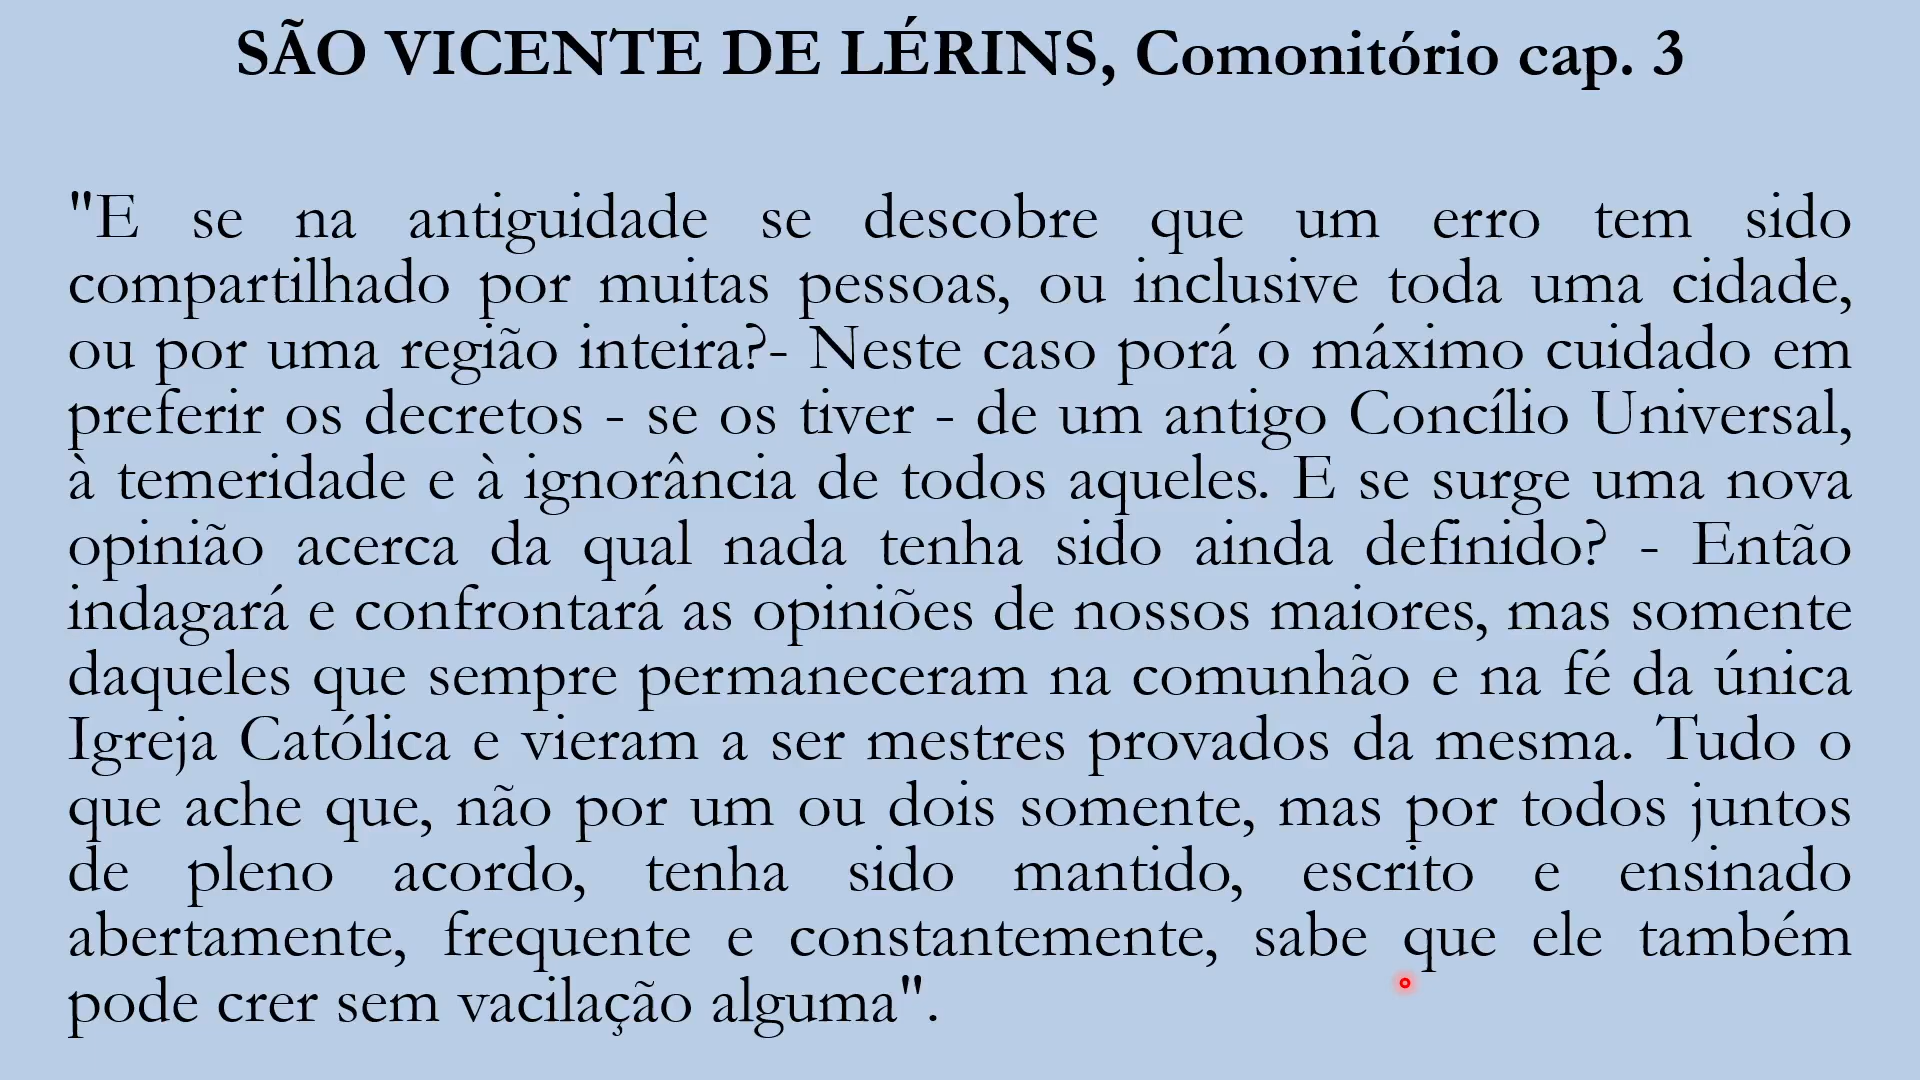 SÃO VICENTE DE LÉRINS, Comonitório cap. 3
"E se na antiguidade se descobre que um erro tem sido
compartilhado por muitas pessoas, ou inclusive toda uma cidade,
ou por uma região inteira?- Neste caso porá o máximo cuidado em
preferir os decretos - se os tiver - de um antigo Concílio Universal,
à temeridade e à ignorância de todos aqueles. E se surge uma nova
opinião acerca da qual nada tenha sido ainda definido? - Então
indagará e confrontará as opiniões de nossos maiores, mas somente
daqueles que sempre permaneceram na comunhão e na fé da única
Igreja Católica e vieram a ser mestres provados da mesma. Tudo o
que ache que, não por um ou dois somente, mas por todos juntos
de pleno acordo, tenha sido mantido, escrito e ensinado
abertamente, frequente e constantemente, sabe que ele também
pode crer sem vacilação alguma".